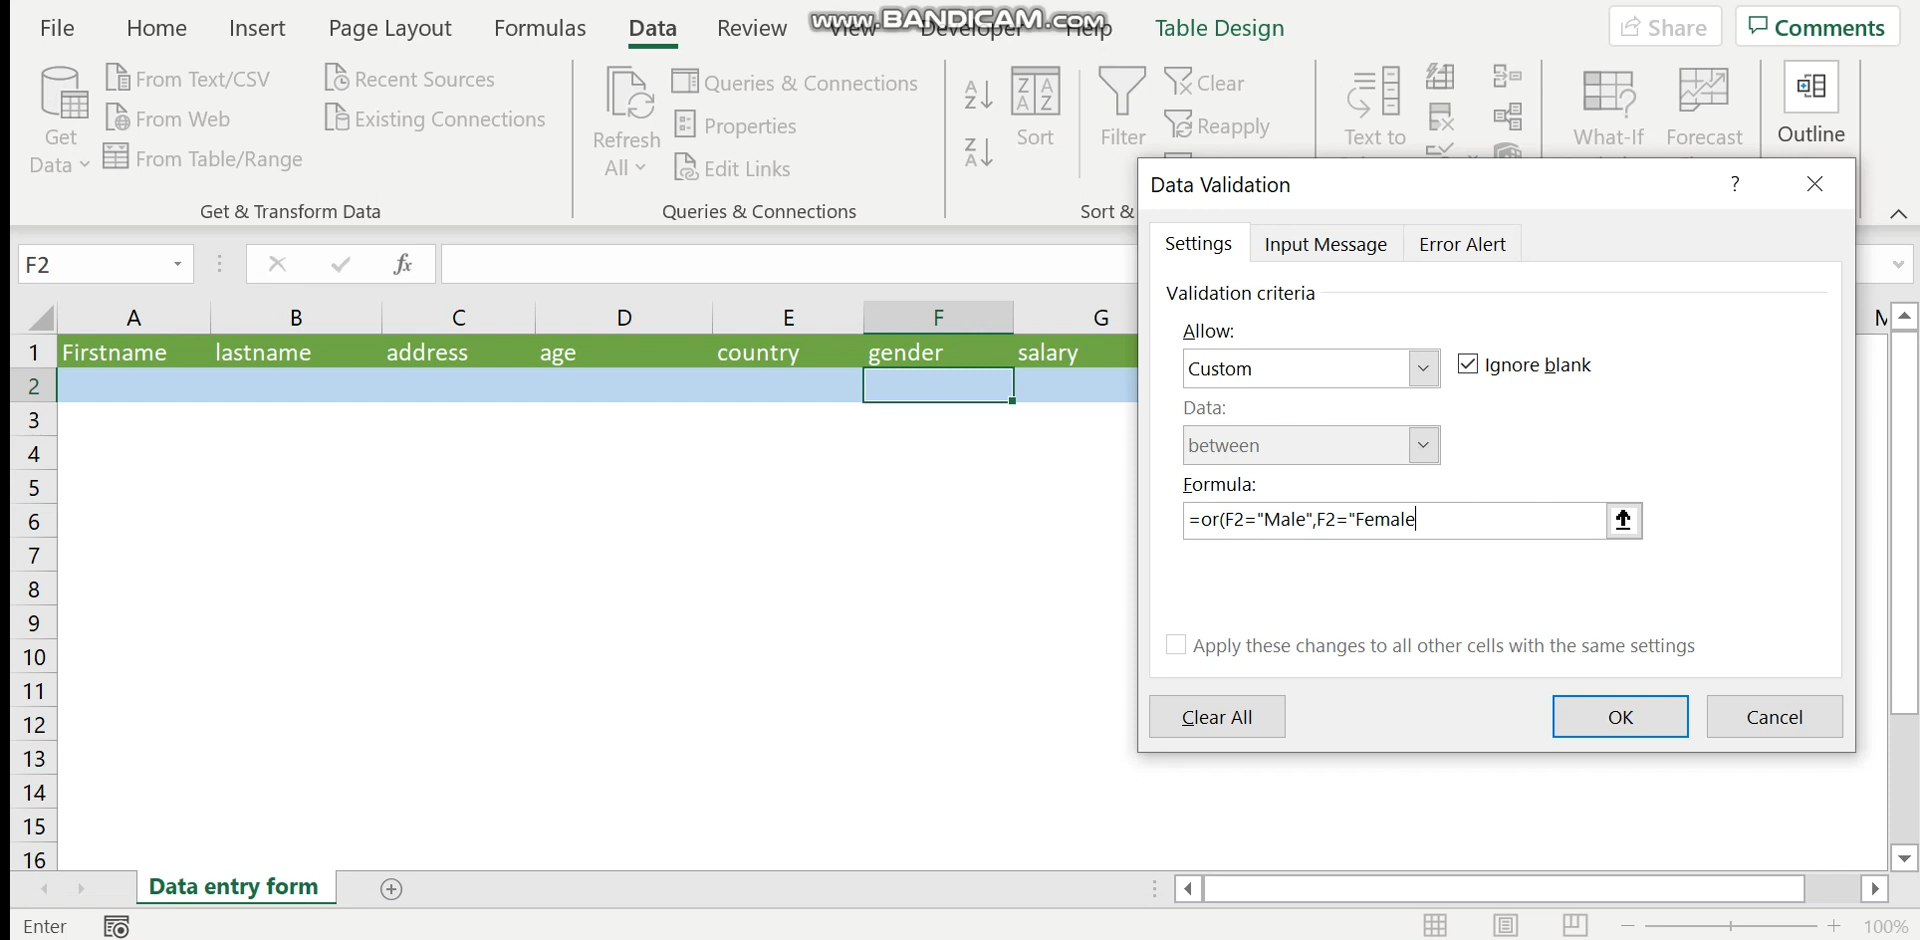 File Home Insert Page Layout Formulas Data Review View Developer Help Table Design Share Comments
www.BANDICAM.com
Get Data
From Text/CSV
From Web
From Table/Range
Recent Sources
Existing Connections
Get & Transform Data
Refresh All
Queries & Connections
Properties
Edit Links
Queries & Connections
Sort
Filter
Clear
Reapply
Sort &
Text to
What-If
Forecast
Outline
F2
fx
A B C D E F G
1 Firstname lastname address age country gender salary
2
3
4
5
6
7
8
9
10
11
12
13
14
15
16
Data Validation ?
Settings Input Message Error Alert
Validation criteria
Allow:
Custom
Ignore blank
Data:
between
Formula:
=or(F2="Male",F2="Female
Apply these changes to all other cells with the same settings
Clear All OK Cancel
Data entry form
Enter
100%